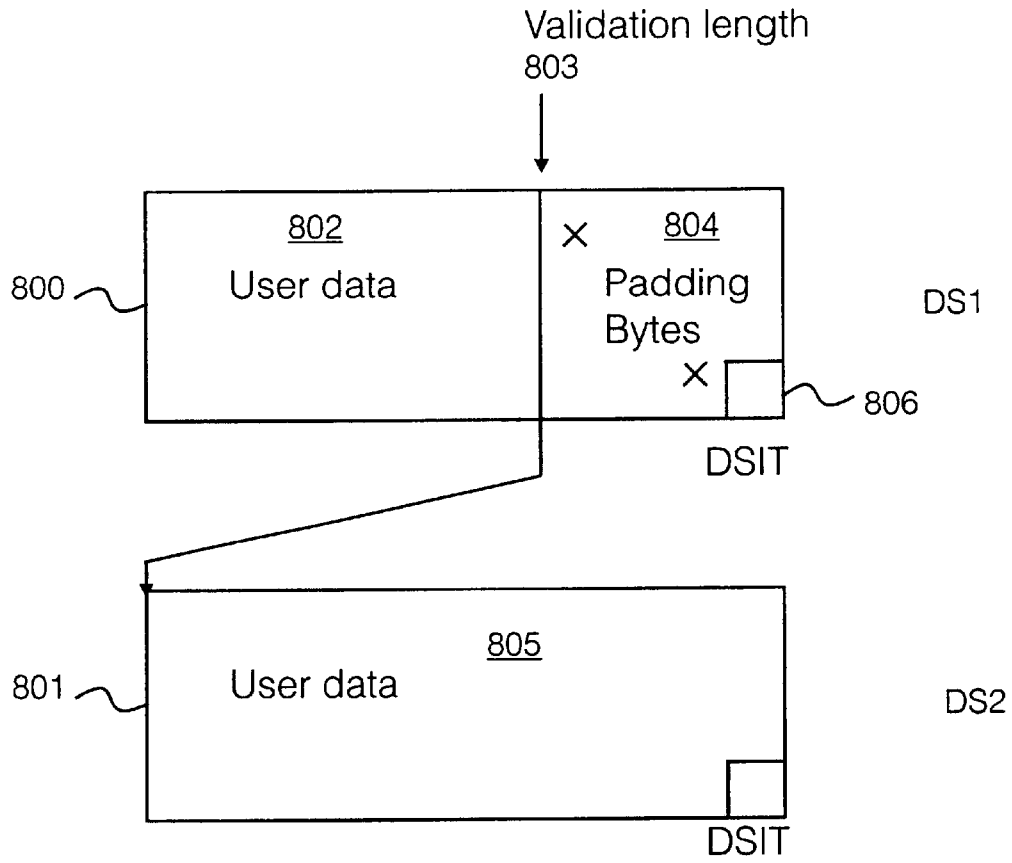 Validation length
803
802
804
User data
Padding
Bytes
800
DS1
806
DSIT
805
801
User data
DS2
DSIT